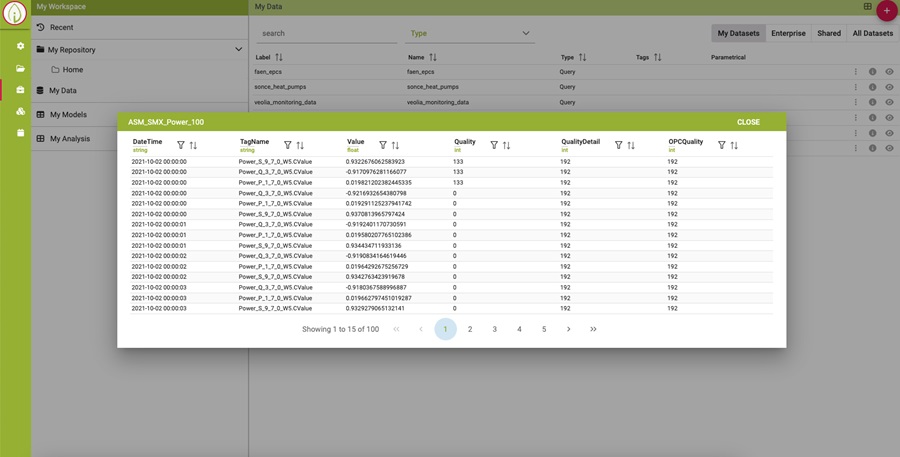 My Workspace
My Data
Recent
My Repository
Home
My Data
My Models
My Analysis
search
Type
My Datasets Enterprise Shared All Datasets
Label Name Type Tags Parametrical
faen_epcs faen_epcs Query
sonce_heat_pumps sonce_heat_pumps Query
veolia_monitoring_data veolia_monitoring_data Query
ASM_SMX_Power_100 CLOSE
DateTime TagName Value Quality QualityDetail OPCQuality
string string float int int int
2021-10-02 00:00:00 Power_S_9_7_0_W5.CValue 0.9322676062583923 133 192 192
2021-10-02 00:00:00 Power_Q_3_7_0_W5.CValue -0.9170976281166077 133 192 192
2021-10-02 00:00:00 Power_P_1_7_0_W5.CValue 0.019821202382445335 133 192 192
2021-10-02 00:00:00 Power_Q_3_7_0_W5.CValue -0.9216932654380798 0 192 192
2021-10-02 00:00:00 Power_P_1_7_0_W5.CValue 0.019291125237941742 0 192 192
2021-10-02 00:00:00 Power_S_9_7_0_W5.CValue 0.9370813965797424 0 192 192
2021-10-02 00:00:01 Power_Q_3_7_0_W5.CValue -0.9192401170730591 0 192 192
2021-10-02 00:00:01 Power_P_1_7_0_W5.CValue 0.019580207765102386 0 192 192
2021-10-02 00:00:01 Power_S_9_7_0_W5.CValue 0.934434711933136 0 192 192
2021-10-02 00:00:02 Power_Q_3_7_0_W5.CValue -0.9190834164619446 0 192 192
2021-10-02 00:00:02 Power_P_1_7_0_W5.CValue 0.01964292675256729 0 192 192
2021-10-02 00:00:02 Power_S_9_7_0_W5.CValue 0.9342763423919678 0 192 192
2021-10-02 00:00:03 Power_Q_3_7_0_W5.CValue -0.9180367588996887 0 192 192
2021-10-02 00:00:03 Power_P_1_7_0_W5.CValue 0.019662797451019287 0 192 192
2021-10-02 00:00:03 Power_S_9_7_0_W5.CValue 0.9329279065132141 0 192 192
Showing 1 to 15 of 100 1 2 3 4 5